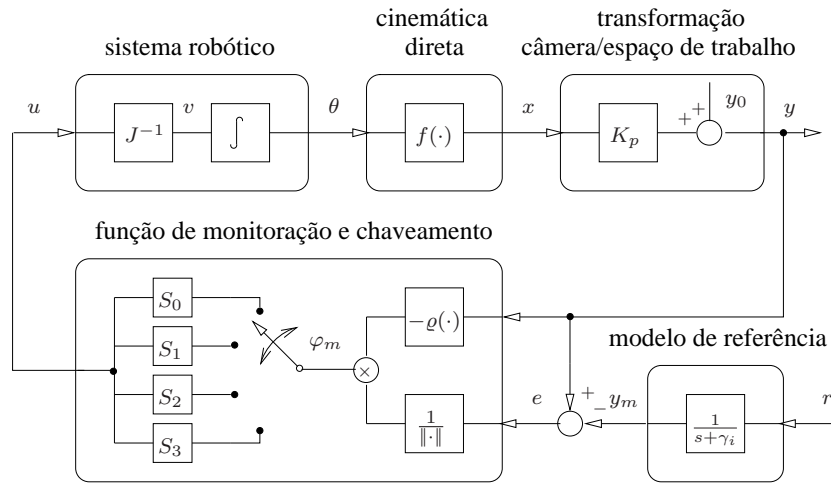 cinemática
direta
transformação
câmera/espaço de trabalho
sistema robótico
u
J⁻¹
v
∫
θ
f(·)
x
K_p
+
+
y_0
y
função de monitoração e chaveamento
S_0
S_1
S_2
S_3
φ_m
×
−ϱ(·)
1
‖·‖
e
+
−
y_m
modelo de referência
1
s+γ_i
r